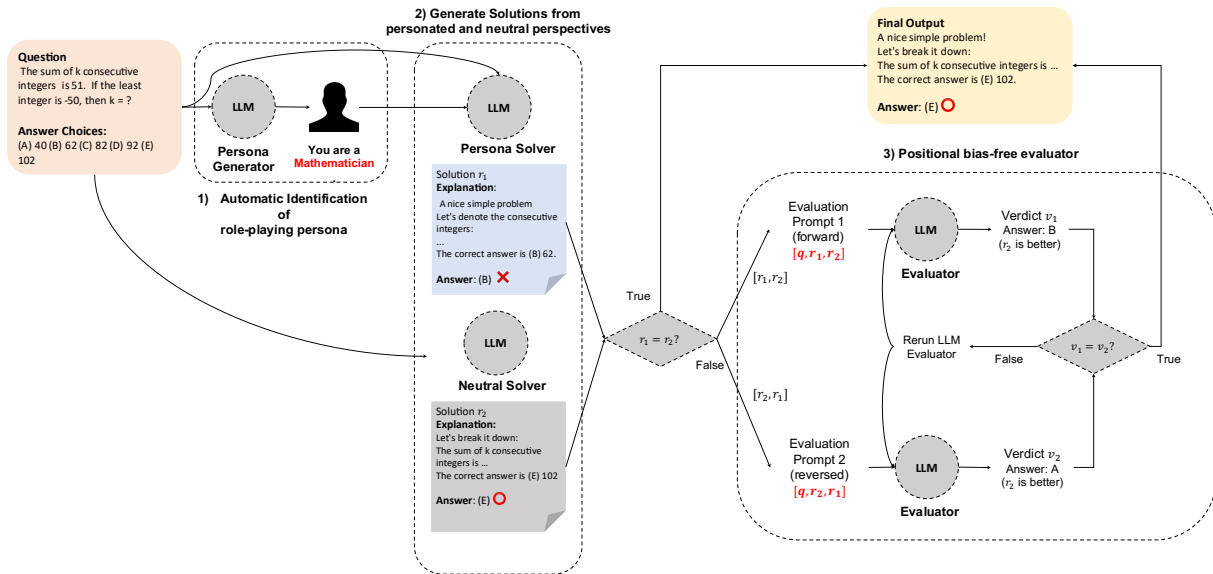 2) Generate Solutions from
personated and neutral perspectives
Question
The sum of k consecutive
integers is 51. If the least
integer is -50, then k = ?
Answer Choices:
(A) 40 (B) 62 (C) 82 (D) 92 (E)
102
LLM
Persona
Generator
You are a
Mathematician
1) Automatic Identification
of
role-playing persona
LLM
Persona Solver
Solution r₁
Explanation:
A nice simple problem
Let's denote the consecutive
integers:
...
The correct answer is (B) 62.
Answer: (B) ❌
LLM
Neutral Solver
Solution r₂
Explanation:
Let's break it down:
The sum of k consecutive
integers is ...
The correct answer is (E) 102
Answer: (E) ⭕
r₁ = r₂?
True
False
Final Output
A nice simple problem!
Let's break it down:
The sum of k consecutive integers is ...
The correct answer is (E) 102.
Answer: (E) ⭕
3) Positional bias-free evaluator
[r₁,r₂]
Evaluation
Prompt 1
(forward)
[q,r₁,r₂]
LLM
Evaluator
Verdict v₁
Answer: B
(r₂ is better)
Rerun LLM
Evaluator
False
v₁ = v₂?
True
[r₂,r₁]
Evaluation
Prompt 2
(reversed)
[q,r₂,r₁]
LLM
Evaluator
Verdict v₂
Answer: A
(r₂ is better)